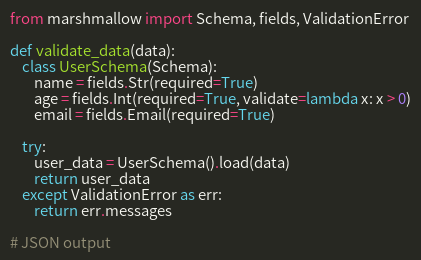 from marshmallow import Schema, fields, ValidationError

def validate_data(data):
    class UserSchema(Schema):
        name = fields.Str(required=True)
        age = fields.Int(required=True, validate=lambda x: x > 0)
        email = fields.Email(required=True)

    try:
        user_data = UserSchema().load(data)
        return user_data
    except ValidationError as err:
        return err.messages

# JSON output